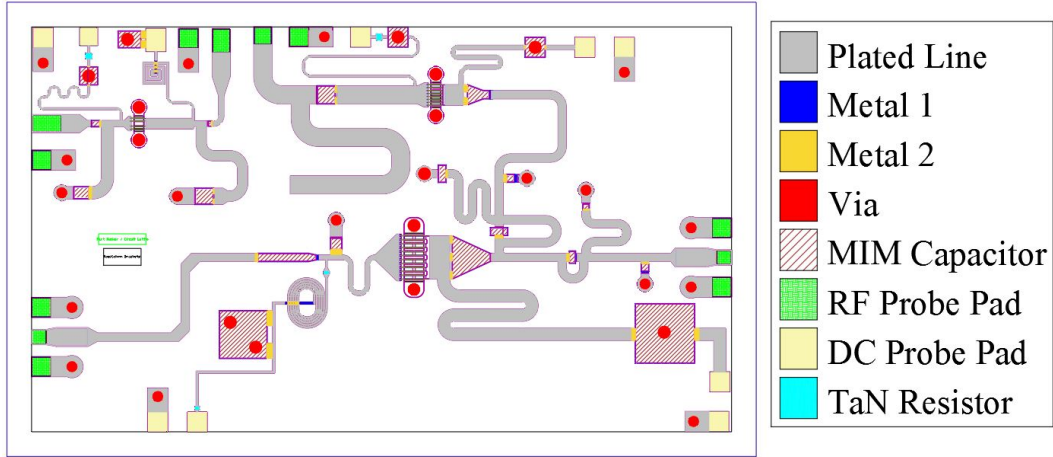 Plated Line
Metal 1
Metal 2
Via
MIM Capacitor
RF Probe Pad
DC Probe Pad
TaN Resistor